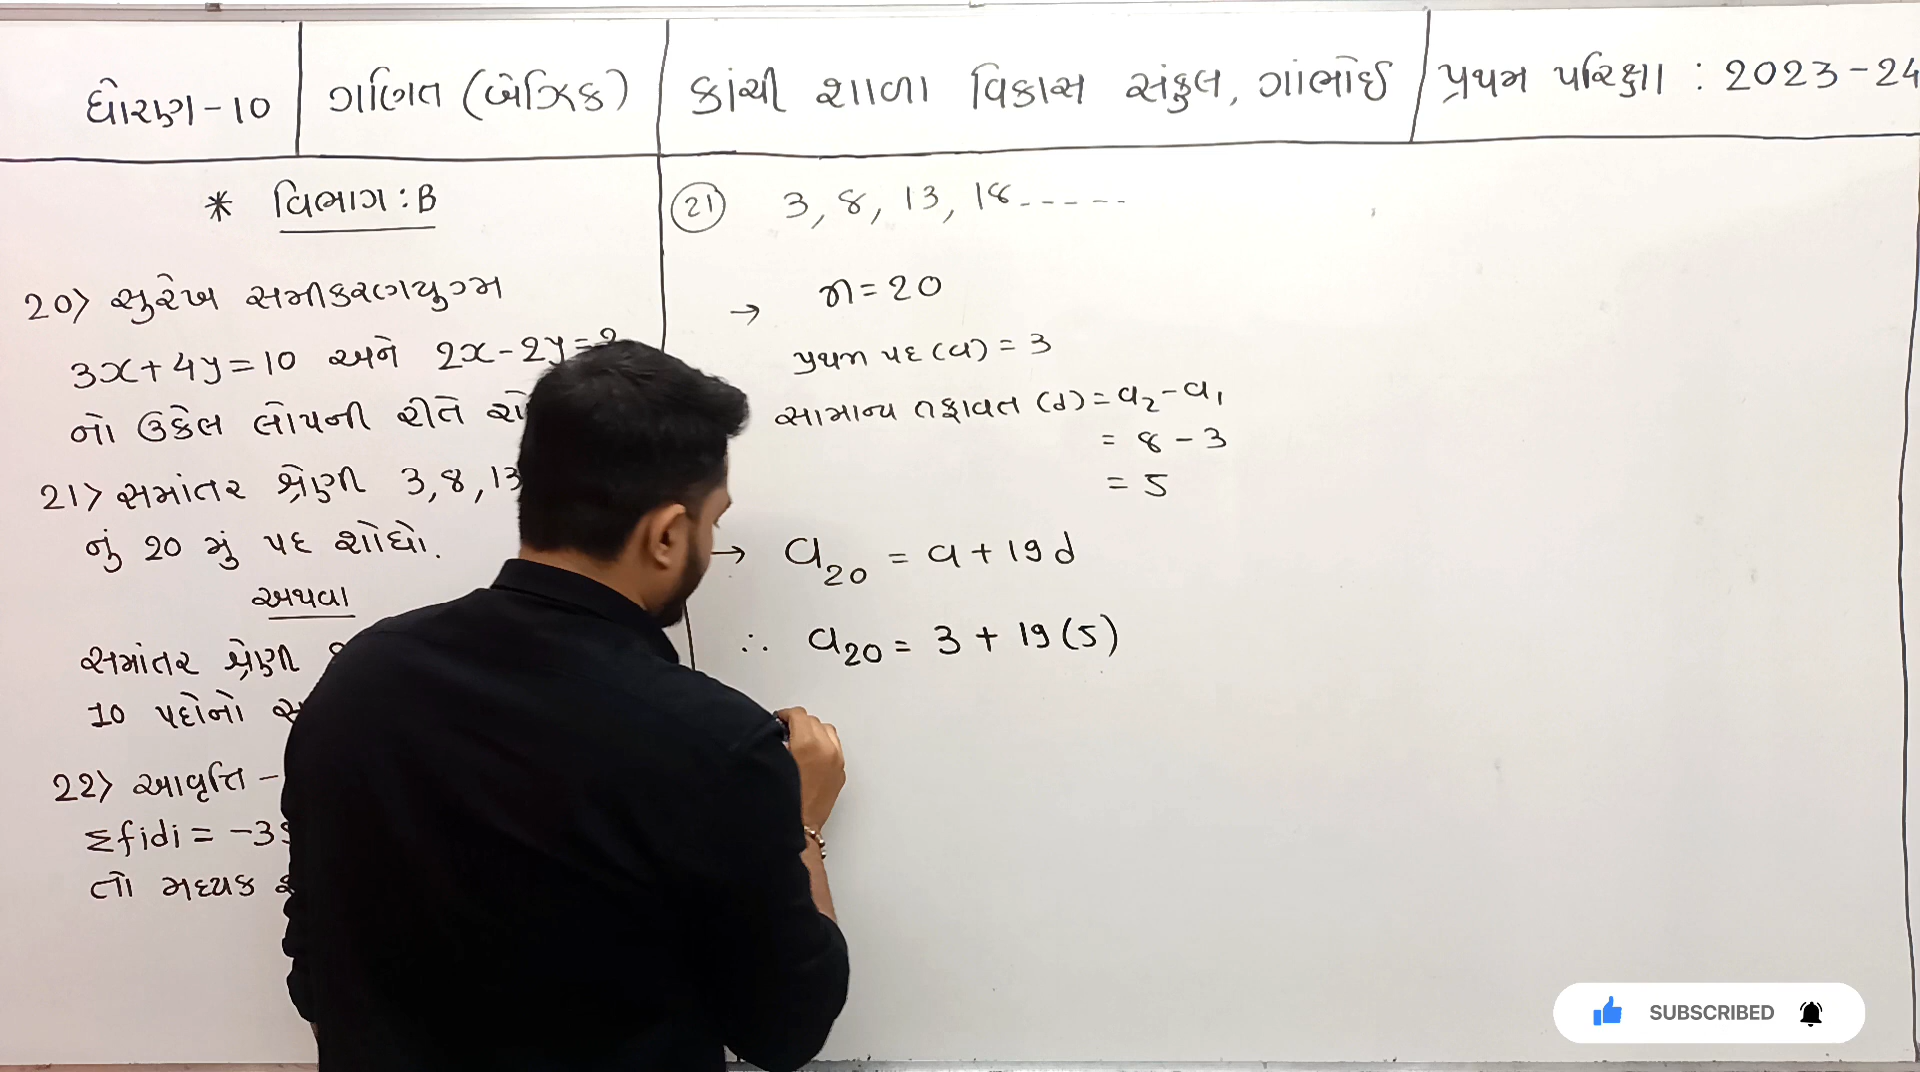 ધોરણ-10
ગણિત (બેઝિક)
કાંચી શાળા વિકાસ સંકુલ, ગાંભોઈ
પ્રથમ પરિક્ષા : 2023-24
* વિભાગ : B
20) સુરેખ સમીકરણયુગ્મ
3x+4y=10 અને 2x-2y=2
નો ઉકેલ લોપની રીતે
21) સમાંતર શ્રેણી 3,8,13
નું 20 મું પદ શોધો.
અથવા
સમાંતર શ્રેણી
10 પદોનો
22) આવૃત્તિ -
Σfidi = -3
તો મધ્યક
21 3, 8, 13, 18-----
→ n=20
પ્રથમ પદ (a) = 3
સામાન્ય તફાવત (d) = a₂-a₁
= 8-3
= 5
→ a₂₀ = a+19d
∴ a₂₀ = 3+19(5)
SUBSCRIBED